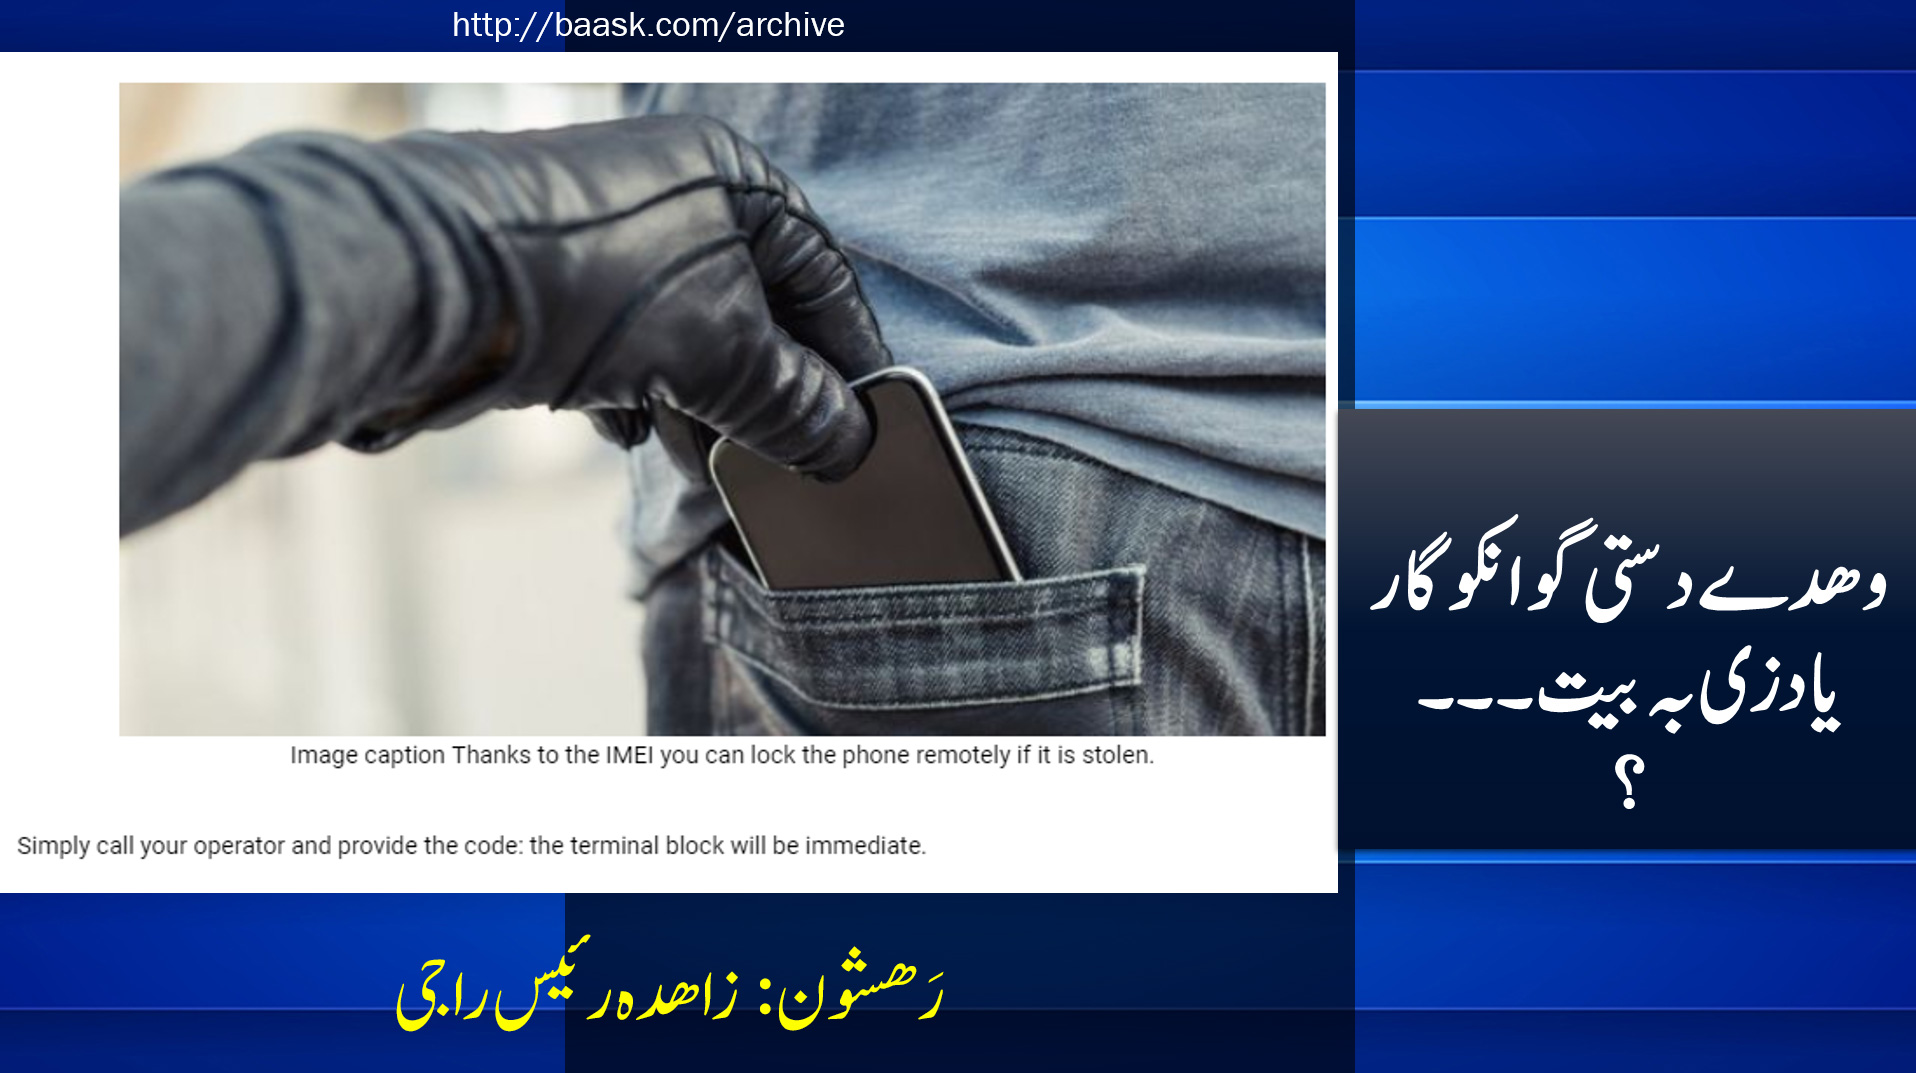 http://baask.com/archive
Image caption Thanks to the IMEI you can lock the phone remotely if it is stolen.
Simply call your operator and provide the code: the terminal block will be immediate.
وھدے دستی گوانکو گار
یا دزی بہ بیت۔۔۔۔
؟
رَھشؤن: زاھدہ رئیس راجی